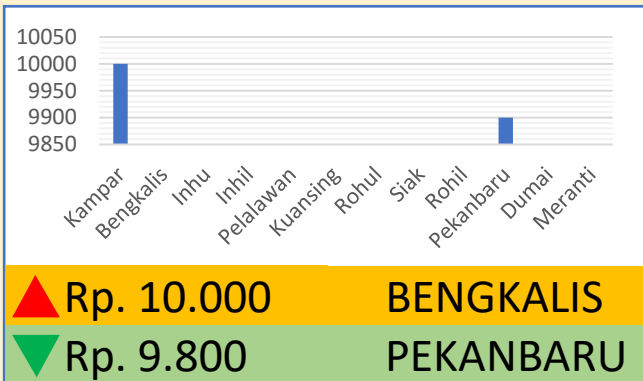 10050
10000
9950
9900
9850
Kampar
Bengkalis
Inhu
Inhil
Pelalawan
Kuansing
Rohul
Siak
Rohil
Pekanbaru
Dumai
Meranti
Rp. 10.000 BENGKALIS
Rp. 9.800 PEKANBARU